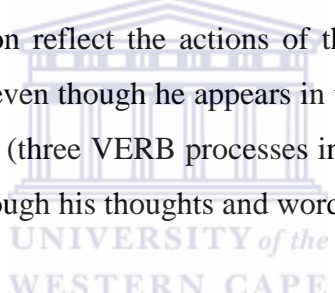 on reflect the actions of th
even though he appears in
(three VERB processes in
ough his thoughts and word
UNIVERSITY of the
WESTERN CAPE